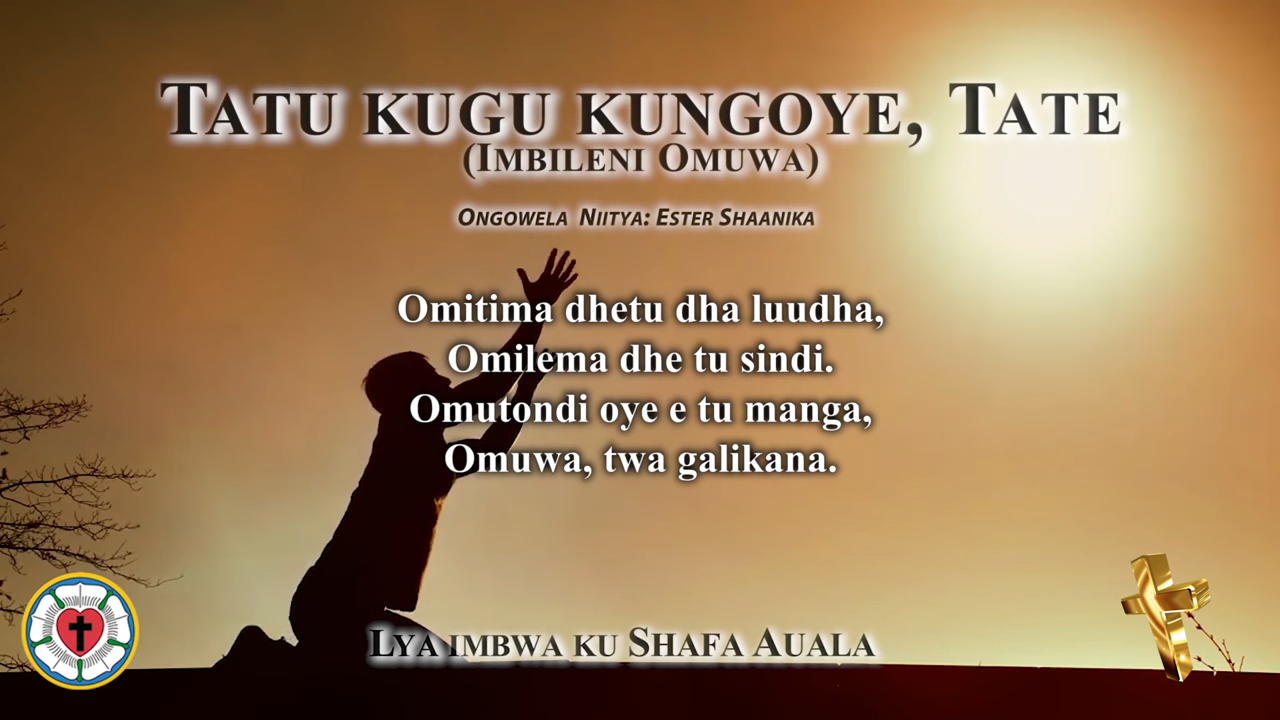 Tatu kugu kungoye, Tate
(Imbileni Omuwa)
Ongowela Niitya: Ester Shaanika
Omitima dhetu dha luudha,
Omilema dhe tu sindi.
Omutondi oye e tu manga,
Omuwa, twa galikana.
Lya imbwa ku Shafa Auala